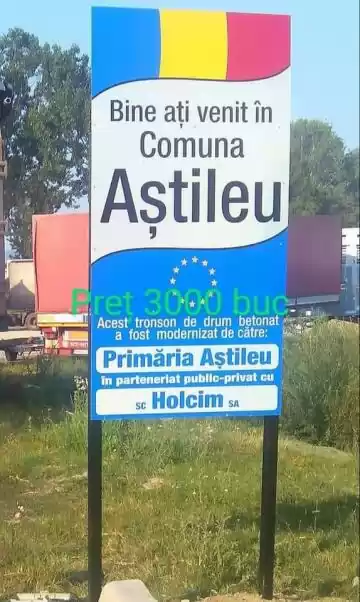 Bine ați venit în
Comuna
Aștileu
Pret 3000 buc
Acest tronson de drum betonat
a fost modernizat de către:
Primăria Aștileu
în parteneriat public-privat cu
SC Holcim SA